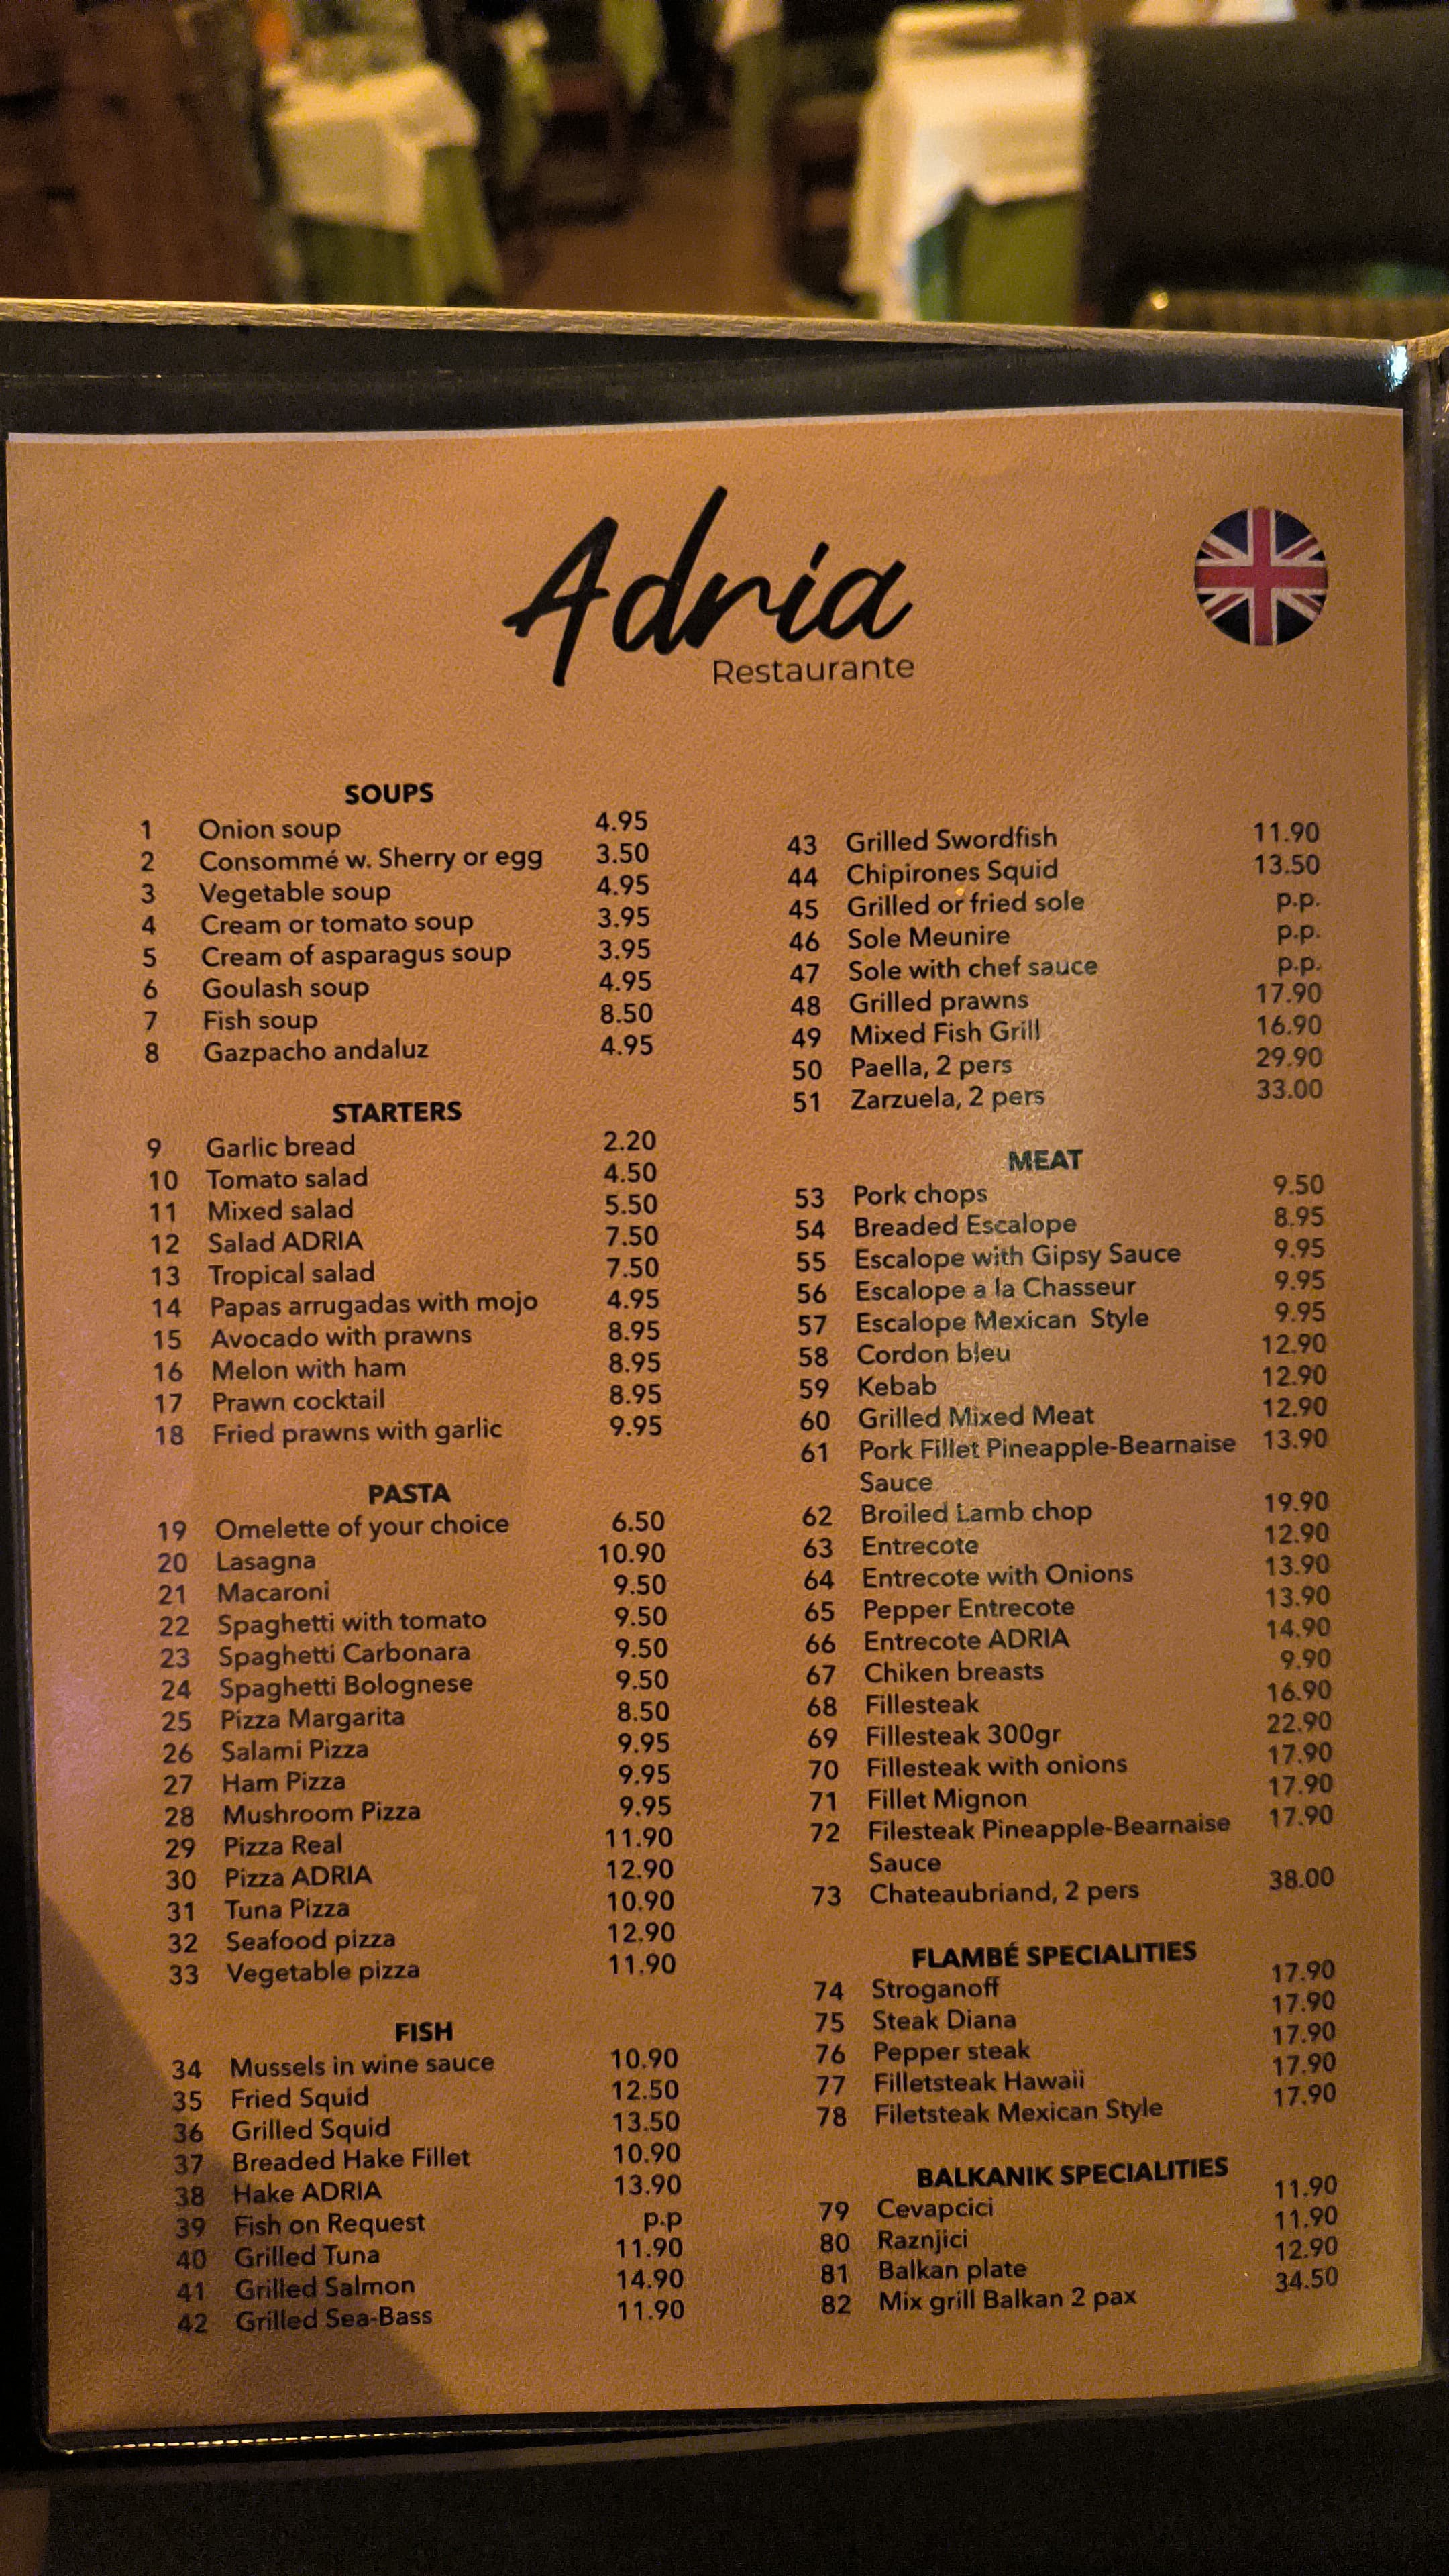 Adria
Restaurante
SOUPS
1 Onion soup 4.95
2 Consommé w. Sherry or egg 3.50
3 Vegetable soup 4.95
4 Cream or tomato soup 3.95
5 Cream of asparagus soup 3.95
6 Goulash soup 4.95
7 Fish soup 8.50
8 Gazpacho andaluz 4.95
STARTERS
9 Garlic bread 2.20
10 Tomato salad 4.50
11 Mixed salad 5.50
12 Salad ADRIA 7.50
13 Tropical salad 7.50
14 Papas arrugadas with mojo 4.95
15 Avocado with prawns 8.95
16 Melon with ham 8.95
17 Prawn cocktail 8.95
18 Fried prawns with garlic 9.95
PASTA
19 Omelette of your choice 6.50
20 Lasagna 10.90
21 Macaroni 9.50
22 Spaghetti with tomato 9.50
23 Spaghetti Carbonara 9.50
24 Spaghetti Bolognese 9.50
25 Pizza Margarita 8.50
26 Salami Pizza 9.95
27 Ham Pizza 9.95
28 Mushroom Pizza 9.95
29 Pizza Real 11.90
30 Pizza ADRIA 12.90
31 Tuna Pizza 10.90
32 Seafood pizza 12.90
33 Vegetable pizza 11.90
FISH
34 Mussels in wine sauce 10.90
35 Fried Squid 12.50
36 Grilled Squid 13.50
37 Breaded Hake Fillet 10.90
38 Hake ADRIA 13.90
39 Fish on Request p.p
40 Grilled Tuna 11.90
41 Grilled Salmon 14.90
42 Grilled Sea-Bass 11.90
43 Grilled Swordfish 11.90
44 Chipirones Squid 13.50
45 Grilled or fried sole p.p.
46 Sole Meunire p.p.
47 Sole with chef sauce p.p.
48 Grilled prawns 17.90
49 Mixed Fish Grill 16.90
50 Paella, 2 pers 29.90
51 Zarzuela, 2 pers 33.00
MEAT
53 Pork chops 9.50
54 Breaded Escalope 8.95
55 Escalope with Gipsy Sauce 9.95
56 Escalope a la Chasseur 9.95
57 Escalope Mexican Style 9.95
58 Cordon bleu 12.90
59 Kebab 12.90
60 Grilled Mixed Meat 12.90
61 Pork Fillet Pineapple-Bearnaise 13.90
Sauce
62 Broiled Lamb chop 19.90
63 Entrecote 12.90
64 Entrecote with Onions 13.90
65 Pepper Entrecote 13.90
66 Entrecote ADRIA 14.90
67 Chiken breasts 9.90
68 Fillesteak 16.90
69 Fillesteak 300gr 22.90
70 Fillesteak with onions 17.90
71 Fillet Mignon 17.90
72 Filesteak Pineapple-Bearnaise 17.90
Sauce
73 Chateaubriand, 2 pers 38.00
FLAMBÉ SPECIALITIES
74 Stroganoff 17.90
75 Steak Diana 17.90
76 Pepper steak 17.90
77 Filletsteak Hawaii 17.90
78 Filetsteak Mexican Style 17.90
BALKANIK SPECIALITIES
79 Cevapcici 11.90
80 Raznjici 11.90
81 Balkan plate 12.90
82 Mix grill Balkan 2 pax 34.50